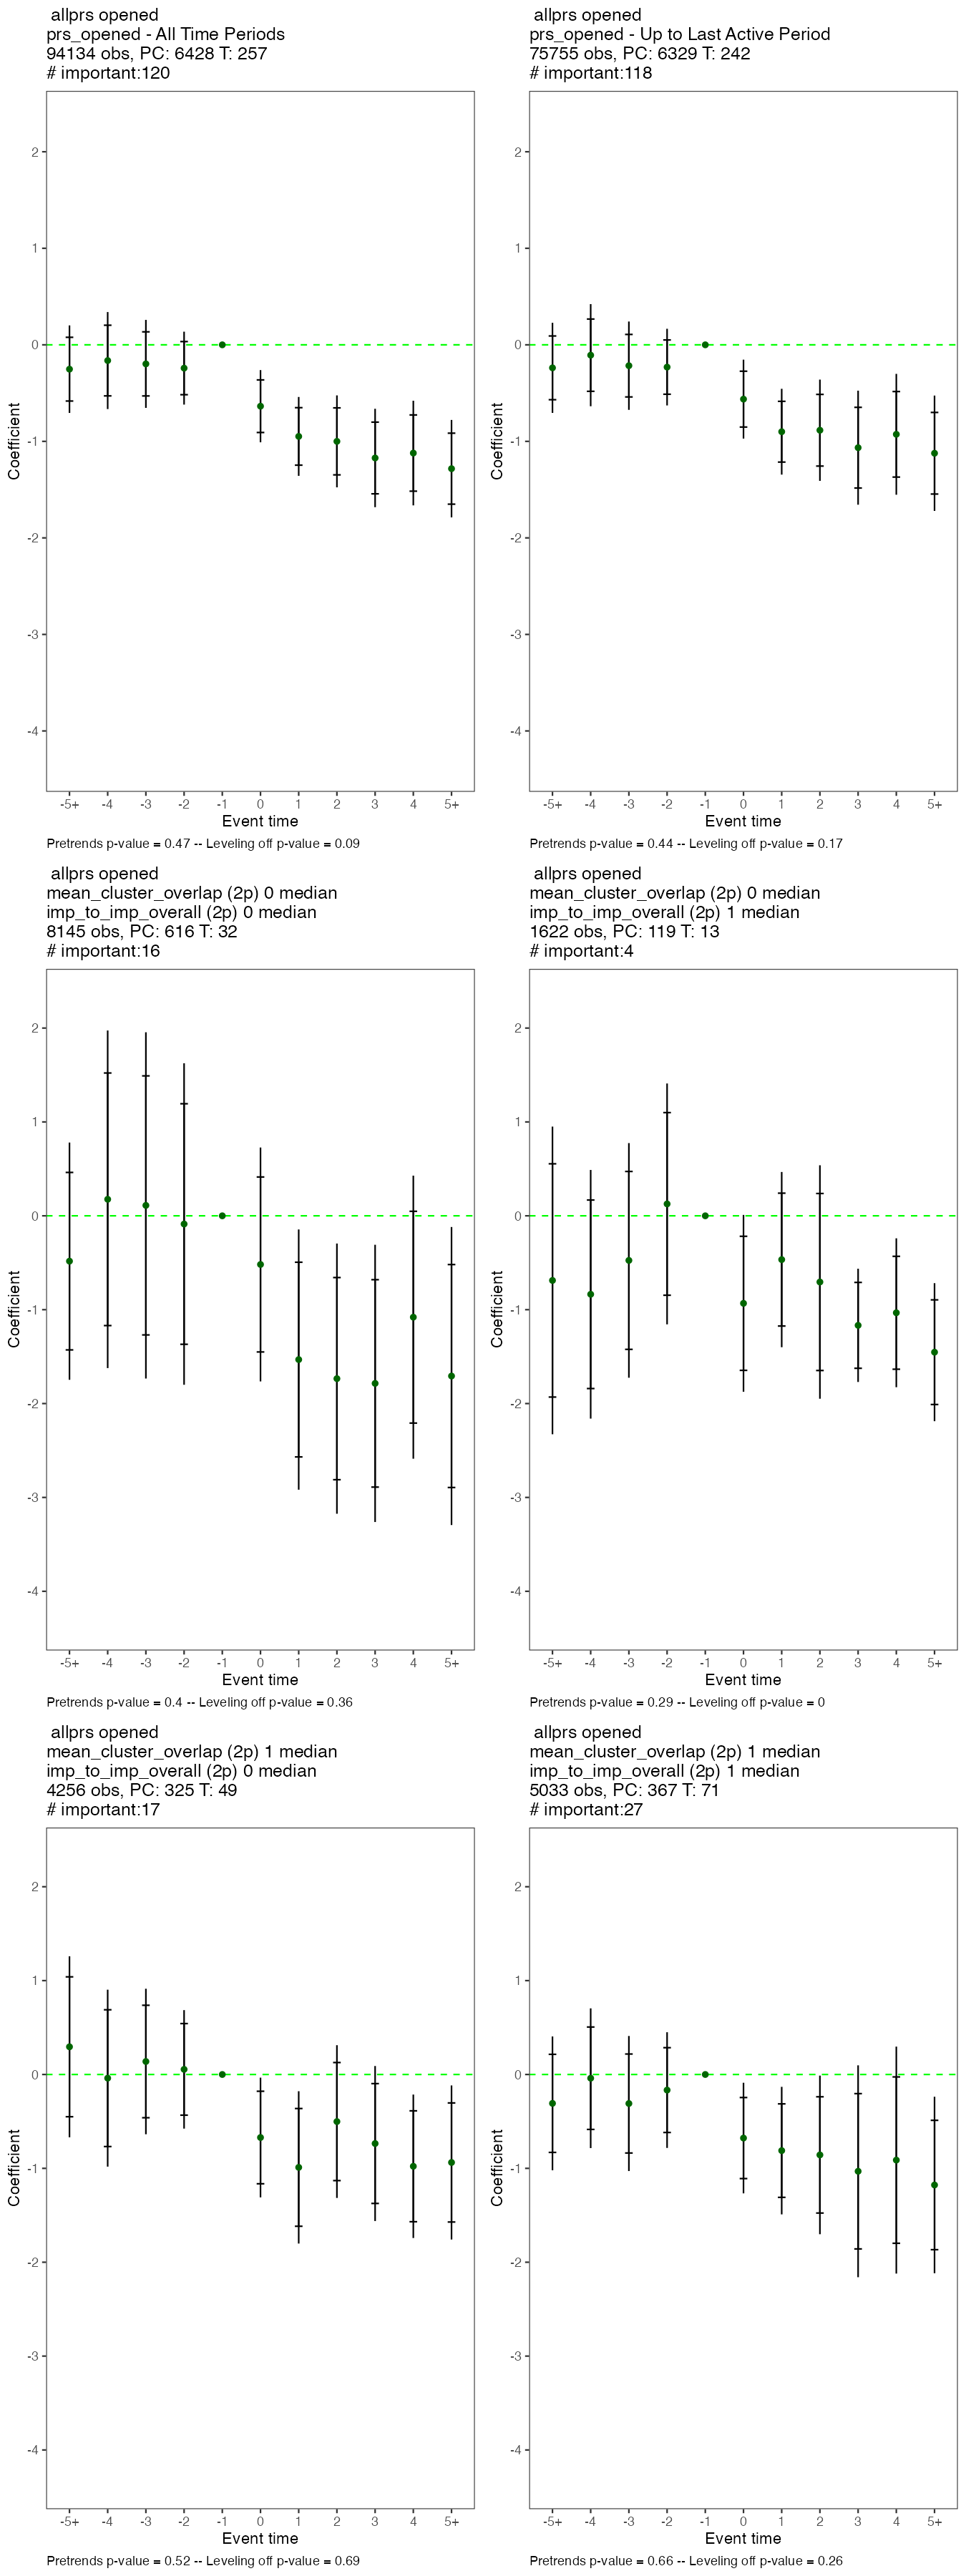 allprs opened
prs_opened - All Time Periods
94134 obs, PC: 6428 T: 257
# important:120
2
1
0
-1
-2
-3
-4
Coefficient
-5+ -4 -3 -2 -1 0 1 2 3 4 5+
Event time
Pretrends p-value = 0.47 -- Leveling off p-value = 0.09
allprs opened
prs_opened - Up to Last Active Period
75755 obs, PC: 6329 T: 242
# important:118
2
1
0
-1
-2
-3
-4
Coefficient
-5+ -4 -3 -2 -1 0 1 2 3 4 5+
Event time
Pretrends p-value = 0.44 -- Leveling off p-value = 0.17
allprs opened
mean_cluster_overlap (2p) 0 median
imp_to_imp_overall (2p) 0 median
8145 obs, PC: 616 T: 32
# important:16
2
1
0
-1
-2
-3
-4
Coefficient
-5+ -4 -3 -2 -1 0 1 2 3 4 5+
Event time
Pretrends p-value = 0.4 -- Leveling off p-value = 0.36
allprs opened
mean_cluster_overlap (2p) 0 median
imp_to_imp_overall (2p) 1 median
1622 obs, PC: 119 T: 13
# important:4
2
1
0
-1
-2
-3
-4
Coefficient
-5+ -4 -3 -2 -1 0 1 2 3 4 5+
Event time
Pretrends p-value = 0.29 -- Leveling off p-value = 0
allprs opened
mean_cluster_overlap (2p) 1 median
imp_to_imp_overall (2p) 0 median
4256 obs, PC: 325 T: 49
# important:17
2
1
0
-1
-2
-3
-4
Coefficient
-5+ -4 -3 -2 -1 0 1 2 3 4 5+
Event time
Pretrends p-value = 0.52 -- Leveling off p-value = 0.69
allprs opened
mean_cluster_overlap (2p) 1 median
imp_to_imp_overall (2p) 1 median
5033 obs, PC: 367 T: 71
# important:27
2
1
0
-1
-2
-3
-4
Coefficient
-5+ -4 -3 -2 -1 0 1 2 3 4 5+
Event time
Pretrends p-value = 0.66 -- Leveling off p-value = 0.26